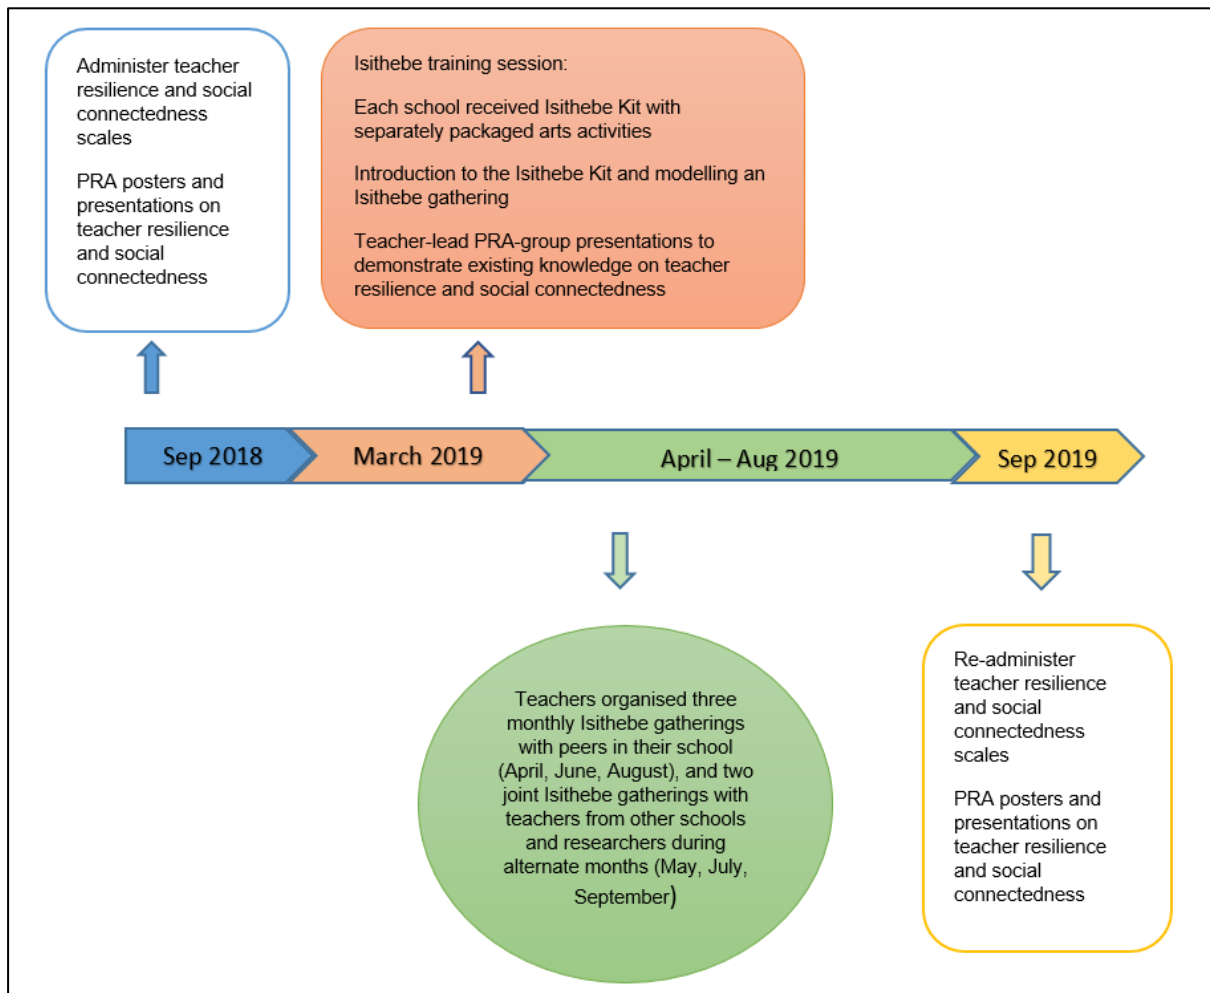 Administer teacher
resilience and social
connectedness
scales
PRA posters and
presentations on
teacher resilience
and social
connectedness
Isithebe training session:
Each school received Isithebe Kit with
separately packaged arts activities
Introduction to the Isithebe Kit and modelling an
Isithebe gathering
Teacher-lead PRA-group presentations to
demonstrate existing knowledge on teacher
resilience and social connectedness
Sep 2018
March 2019
April – Aug 2019
Sep 2019
Teachers organised three
monthly Isithebe gatherings
with peers in their school
(April, June, August), and two
joint Isithebe gatherings with
teachers from other schools
and researchers during
alternate months (May, July,
September)
Re-administer
teacher resilience
and social
connectedness
scales
PRA posters and
presentations on
teacher resilience
and social
connectedness